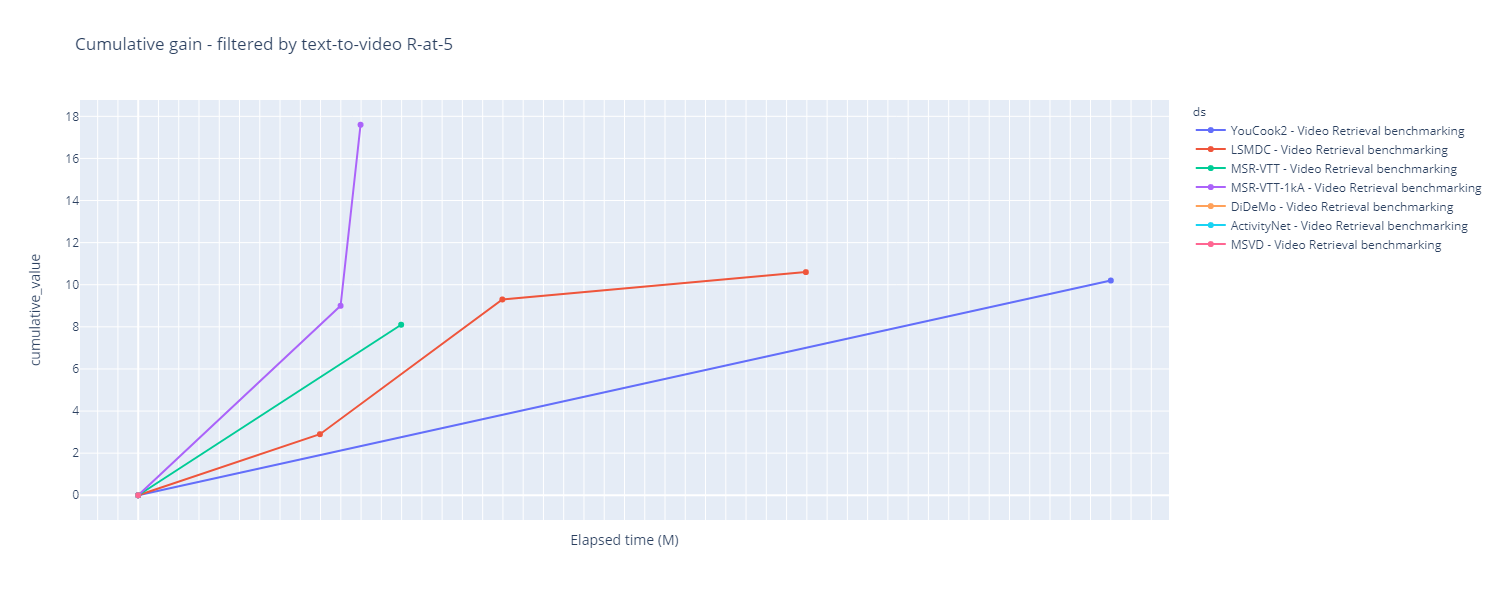 Cumulative gain - filtered by text-to-video R-at-5
18
16
14
12
10
8
6
4
2
0
cumulative_value
Elapsed time (M)
ds
YouCook2 - Video Retrieval benchmarking
LSMDC - Video Retrieval benchmarking
MSR-VTT - Video Retrieval benchmarking
MSR-VTT-1kA - Video Retrieval benchmarking
DiDeMo - Video Retrieval benchmarking
ActivityNet - Video Retrieval benchmarking
MSVD - Video Retrieval benchmarking